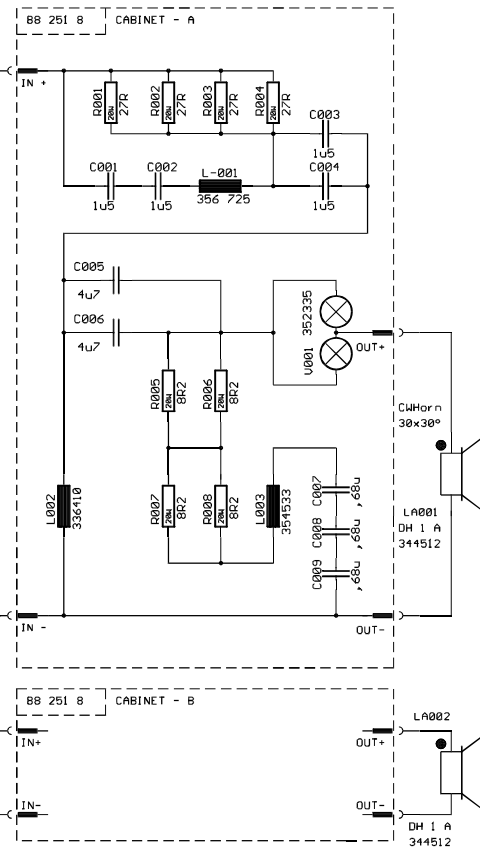 B8 251 8 CABINET - A
IN +
R001 20W 27R
R002 20W 27R
R003 20W 27R
R004 20W 27R
C003
1u5
C001
1u5
C002
1u5
L-001
356 725
C004
1u5
C005
4u7
C006
4u7
352335
V001
OUT+
R005 20W 8R2
R006 20W 8R2
CWHorn
30x30°
L002
336410
R007 20W 8R2
R008 20W 8R2
L003
354533
C007
,68u
C008
,68u
C009
,68u
LA001
DH 1 A
344512
IN -
OUT-
B8 251 8 CABINET - B
LA002
IN+
OUT+
IN-
OUT-
DH 1 A
344512